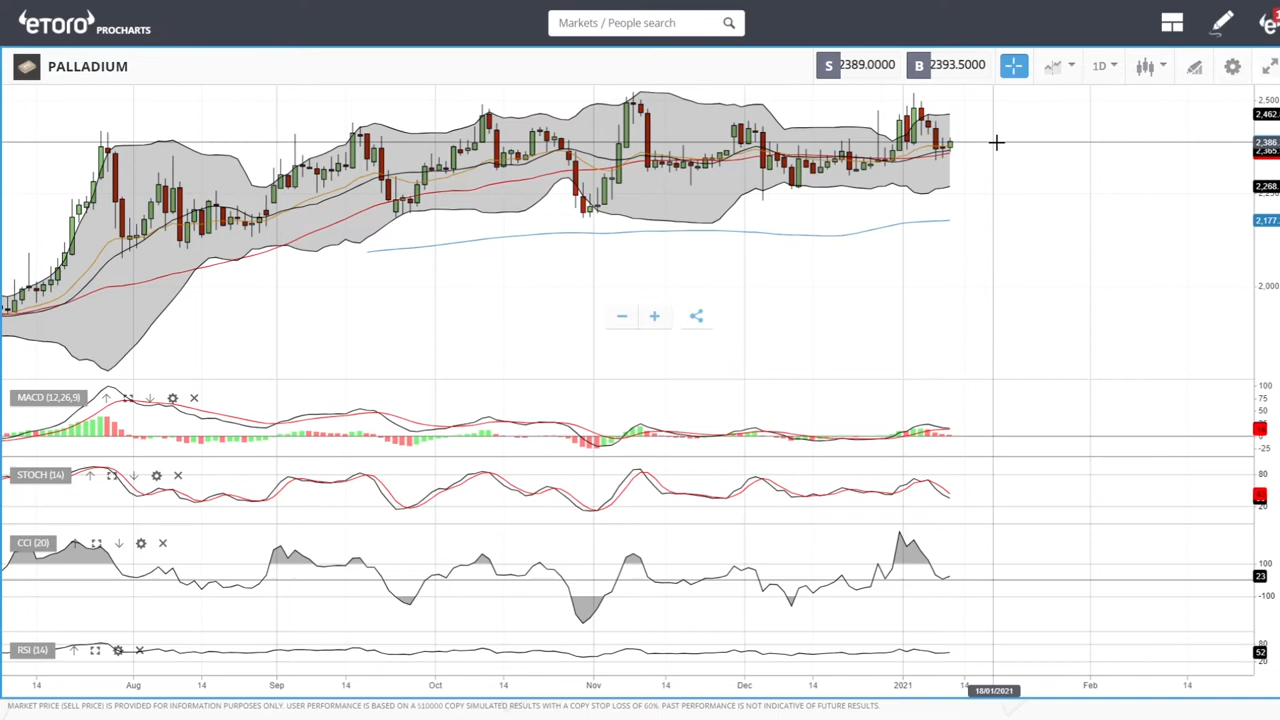 eTORO PROCHARTS
Markets / People search
PALLADIUM
S 2389.0000 B 2393.5000
1D
2,500
2,462.
2,386
2,365
2,268.
2,177.
2,000
MACD (12,26,9)
100
75
50
-25
STOCH (14)
80
20
CCI (20)
100
23
-100
RSI (14)
80
52
20
14 Aug 14 Sep 14 Oct 14 Nov 14 Dec 14 2021 14 Feb 14
18/01/2021
MARKET PRICE (SELL PRICE) IS PROVIDED FOR INFORMATION PURPOSES ONLY. USER PERFORMANCE IS BASED ON A $10000 COPY SIMULATED RESULTS WITH A COPY STOP LOSS OF 60%. PAST PERFORMANCE IS NOT INDICATIVE OF FUTURE RESULTS.